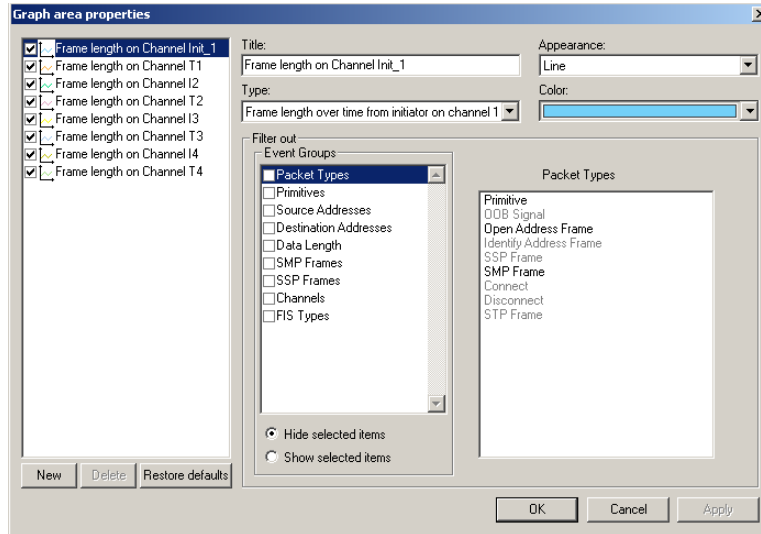 Graph area properties
Frame length on Channel Init_1
Frame length on Channel T1
Frame length on Channel I2
Frame length on Channel T2
Frame length on Channel I3
Frame length on Channel T3
Frame length on Channel I4
Frame length on Channel T4
New
Delete
Restore defaults
Title:
Frame length on Channel Init_1
Appearance:
Line
Type:
Frame length over time from initiator on channel 1
Color:
Filter out
Event Groups
Packet Types
Primitives
Source Addresses
Destination Addresses
Data Length
SMP Frames
SSP Frames
Channels
FIS Types
Hide selected items
Show selected items
Packet Types
Primitive
OOB Signal
Open Address Frame
Identify Address Frame
SSP Frame
SMP Frame
Connect
Disconnect
STP Frame
OK
Cancel
Apply